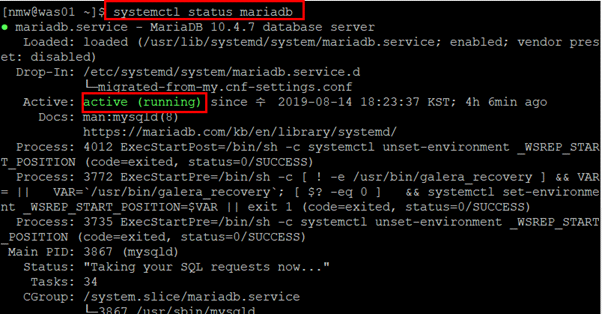 [nmw@was01 ~]$ systemctl status mariadb
● mariadb.service - MariaDB 10.4.7 database server
Loaded: loaded (/usr/lib/systemd/system/mariadb.service; enabled; vendor pre
set: disabled)
Drop-In: /etc/systemd/system/mariadb.service.d
└─migrated-from-my.cnf-settings.conf
Active: active (running) since 수 2019-08-14 18:23:37 KST; 4h 6min ago
Docs: man:mysqld(8)
https://mariadb.com/kb/en/library/systemd/
Process: 4012 ExecStartPost=/bin/sh -c systemctl unset-environment _WSREP_STAR
T_POSITION (code=exited, status=0/SUCCESS)
Process: 3772 ExecStartPre=/bin/sh -c [ ! -e /usr/bin/galera_recovery ] && VAR
= ||   VAR=`/usr/bin/galera_recovery`; [ $? -eq 0 ]   && systemctl set-environme
nt _WSREP_START_POSITION=$VAR || exit 1 (code=exited, status=0/SUCCESS)
Process: 3735 ExecStartPre=/bin/sh -c systemctl unset-environment _WSREP_START
_POSITION (code=exited, status=0/SUCCESS)
Main PID: 3867 (mysqld)
Status: "Taking your SQL requests now..."
Tasks: 34
CGroup: /system.slice/mariadb.service
└─3867 /usr/sbin/mysqld